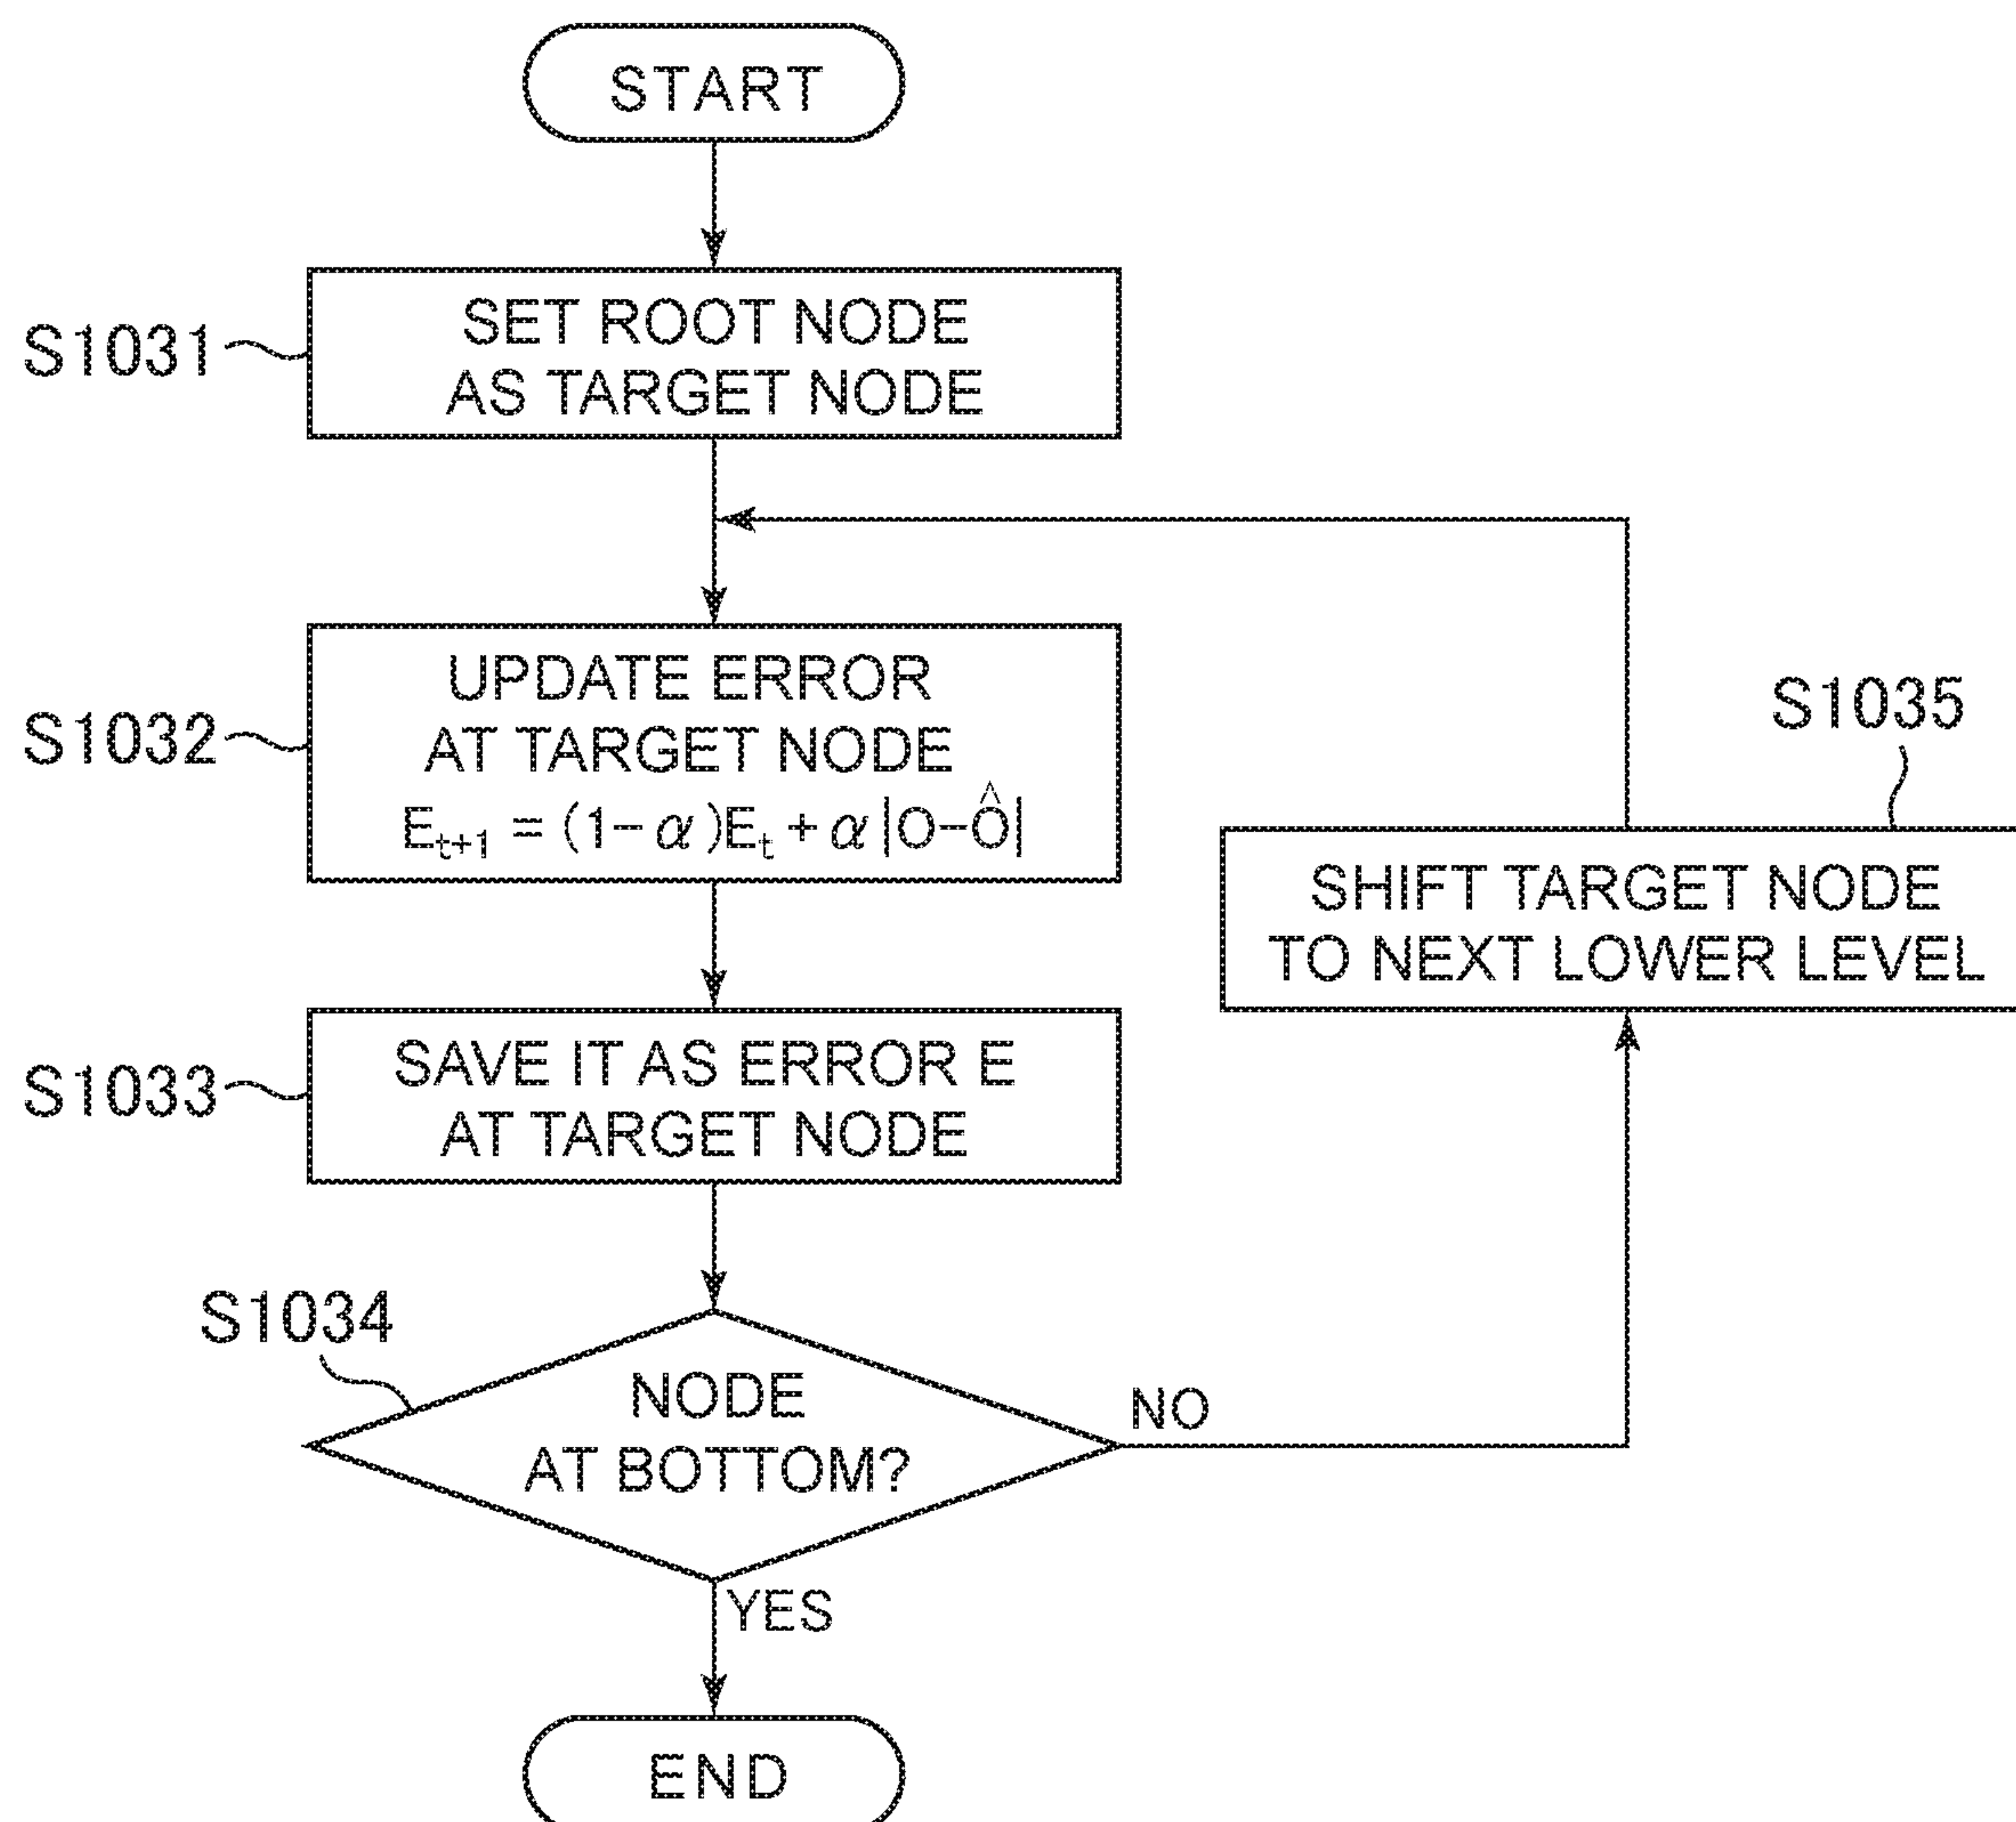 START
S1031
SET ROOT NODE
AS TARGET NODE
S1032
UPDATE ERROR
AT TARGET NODE
Eₜ₊₁ = (1−α)Eₜ + α|O−Ô|
S1035
SHIFT TARGET NODE
TO NEXT LOWER LEVEL
S1033
SAVE IT AS ERROR E
AT TARGET NODE
S1034
NODE
AT BOTTOM?
NO
YES
END